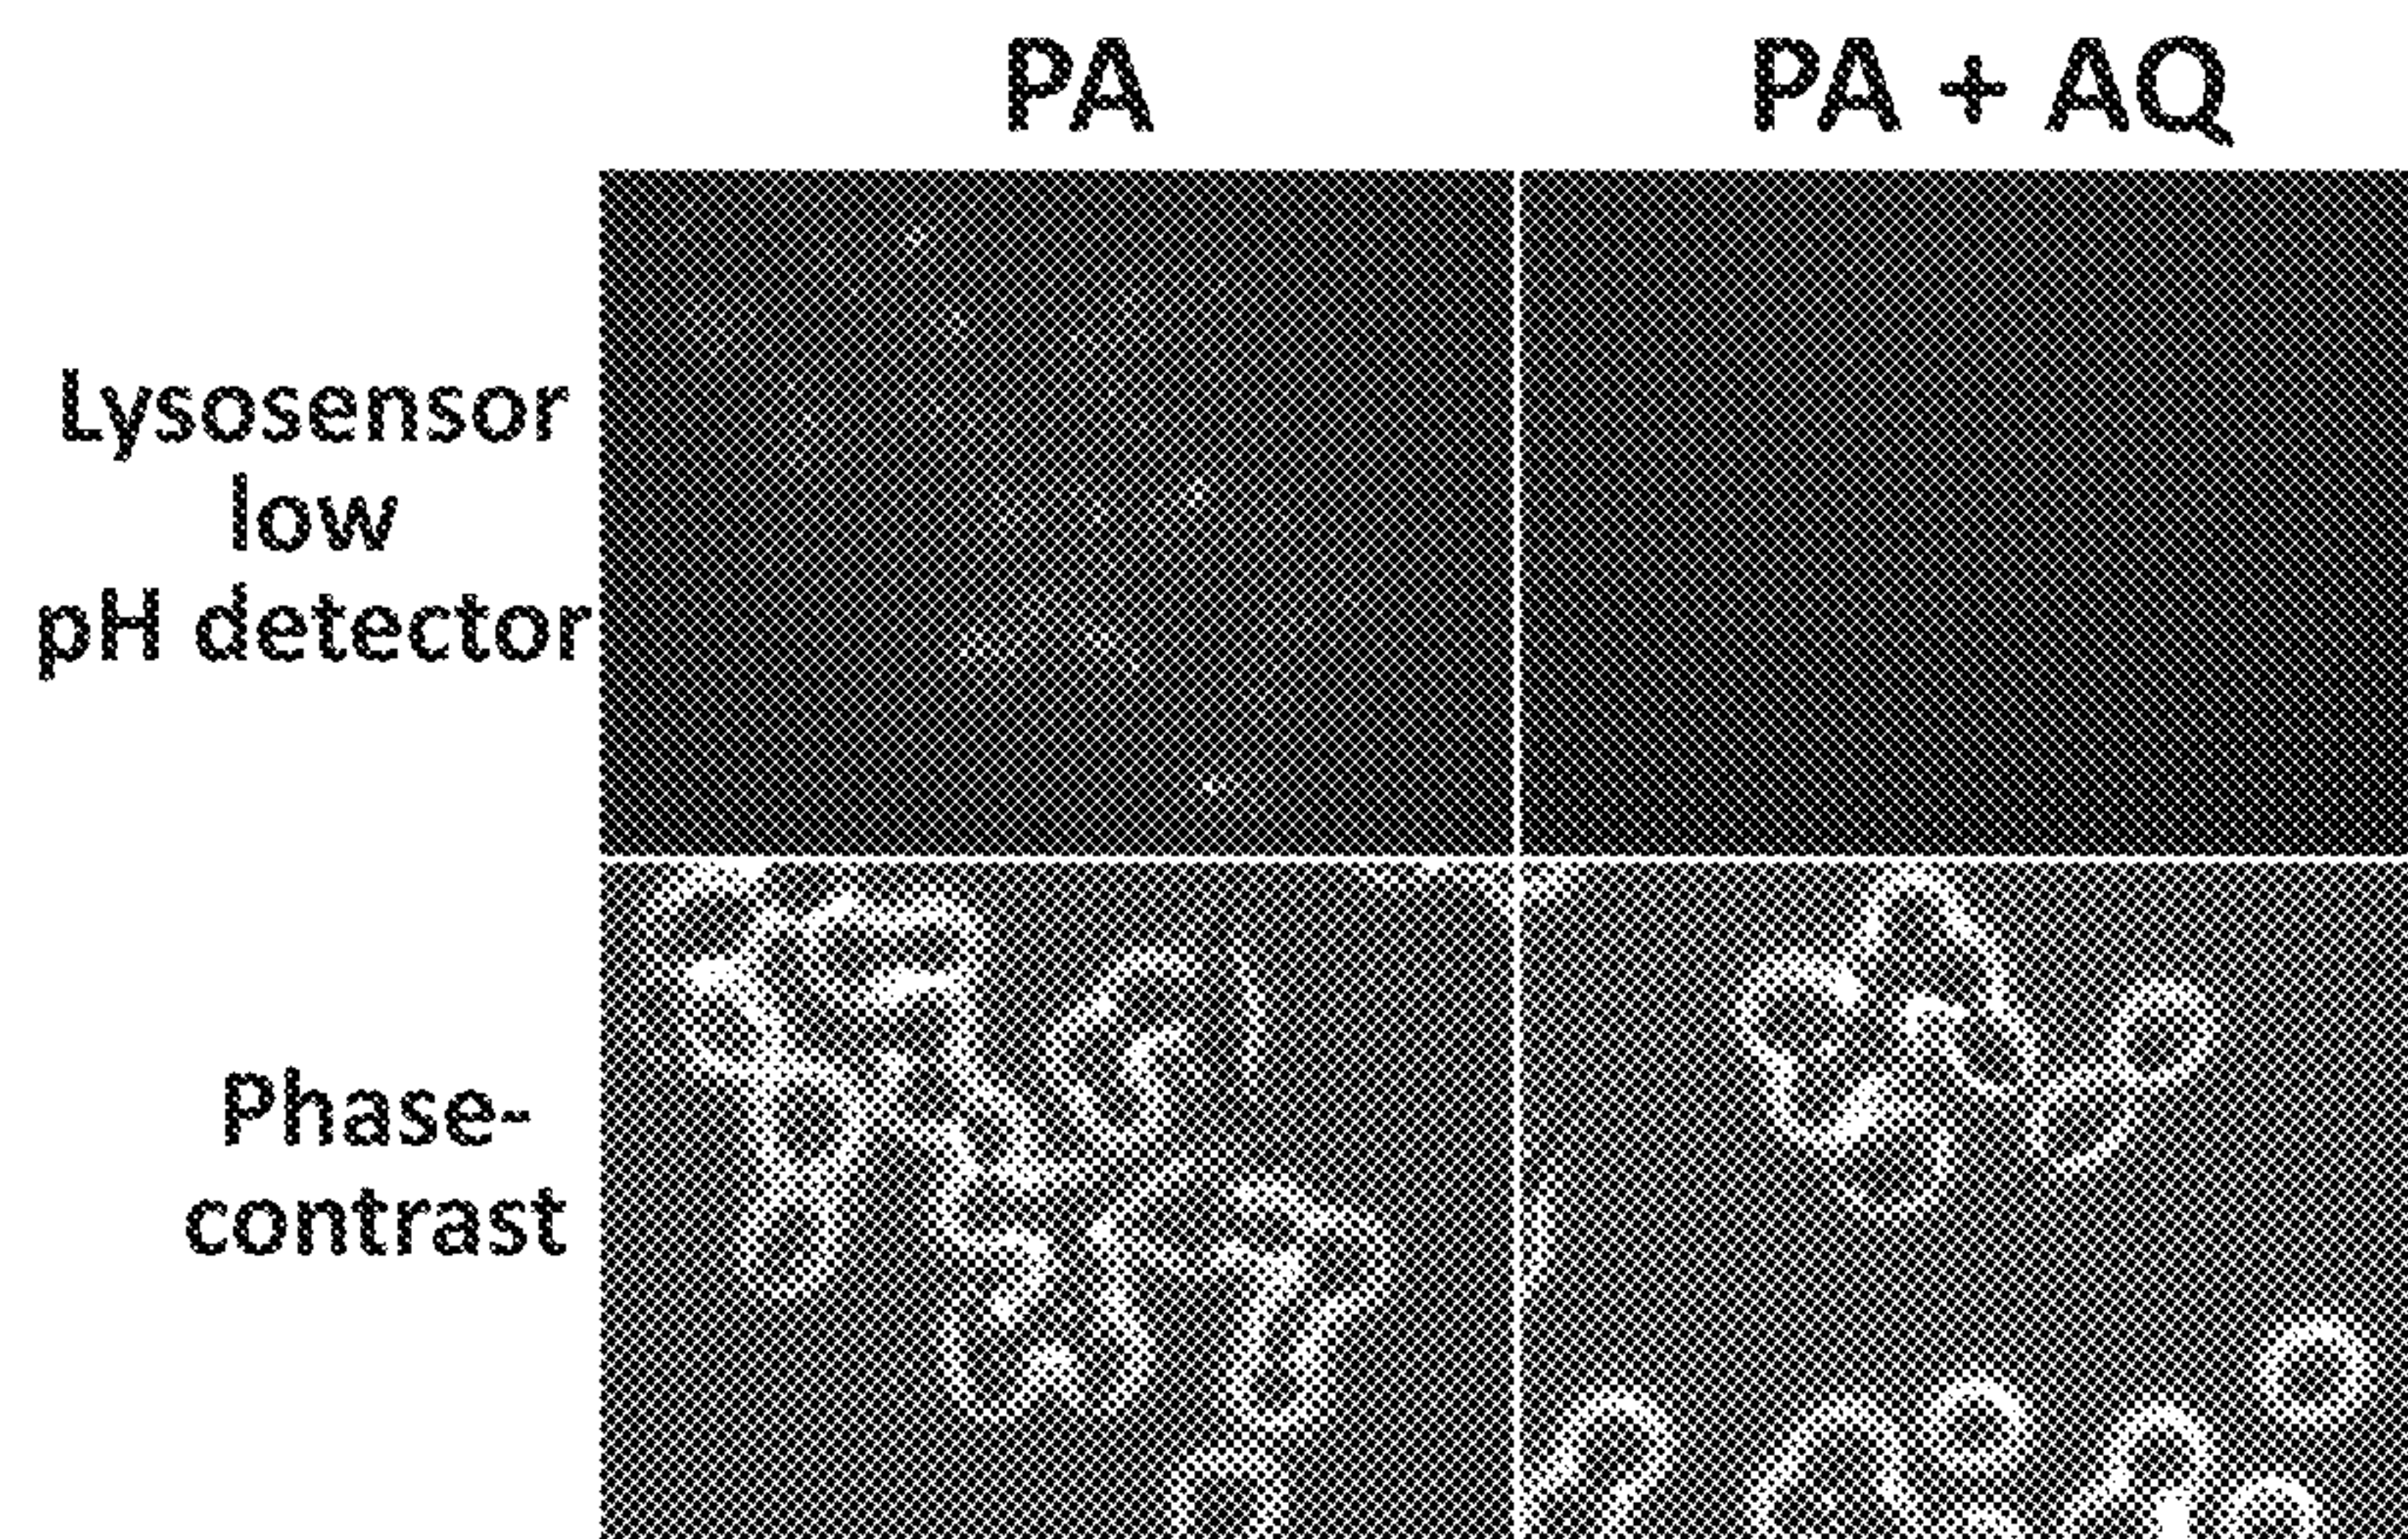 PA
PA + AQ
Lysosensor
low
pH detector
Phase-
contrast